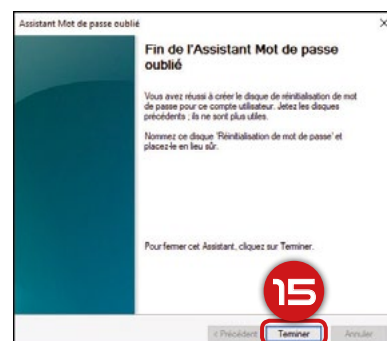 Assistant Mot de passe oublié
Fin de l'Assistant Mot de passe
oublié
Vous avez réussi à créer le disque de réinitialisation de mot
de passe pour ce compte utilisateur. Jetez les disques
précédents ; ils ne sont plus utiles.
Nommez ce disque 'Réinitialisation de mot de passe' et
placez-le en lieu sûr.
Pour fermer cet Assistant, cliquez sur Terminer.
15
< Précédent
Terminer
Annuler